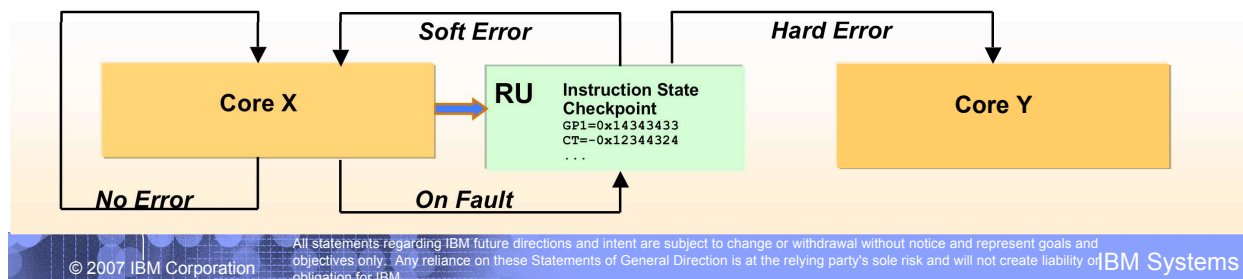 Soft Error
Hard Error
Core X
RU
Instruction State
Checkpoint
GP1=0x14343433
CT=-0x12344324
...
Core Y
No Error
On Fault
All statements regarding IBM future directions and intent are subject to change or withdrawal without notice and represent goals and
objectives only. Any reliance on these Statements of General Direction is at the relying party's sole risk and will not create liability or
obligation for IBM
© 2007 IBM Corporation
IBM Systems